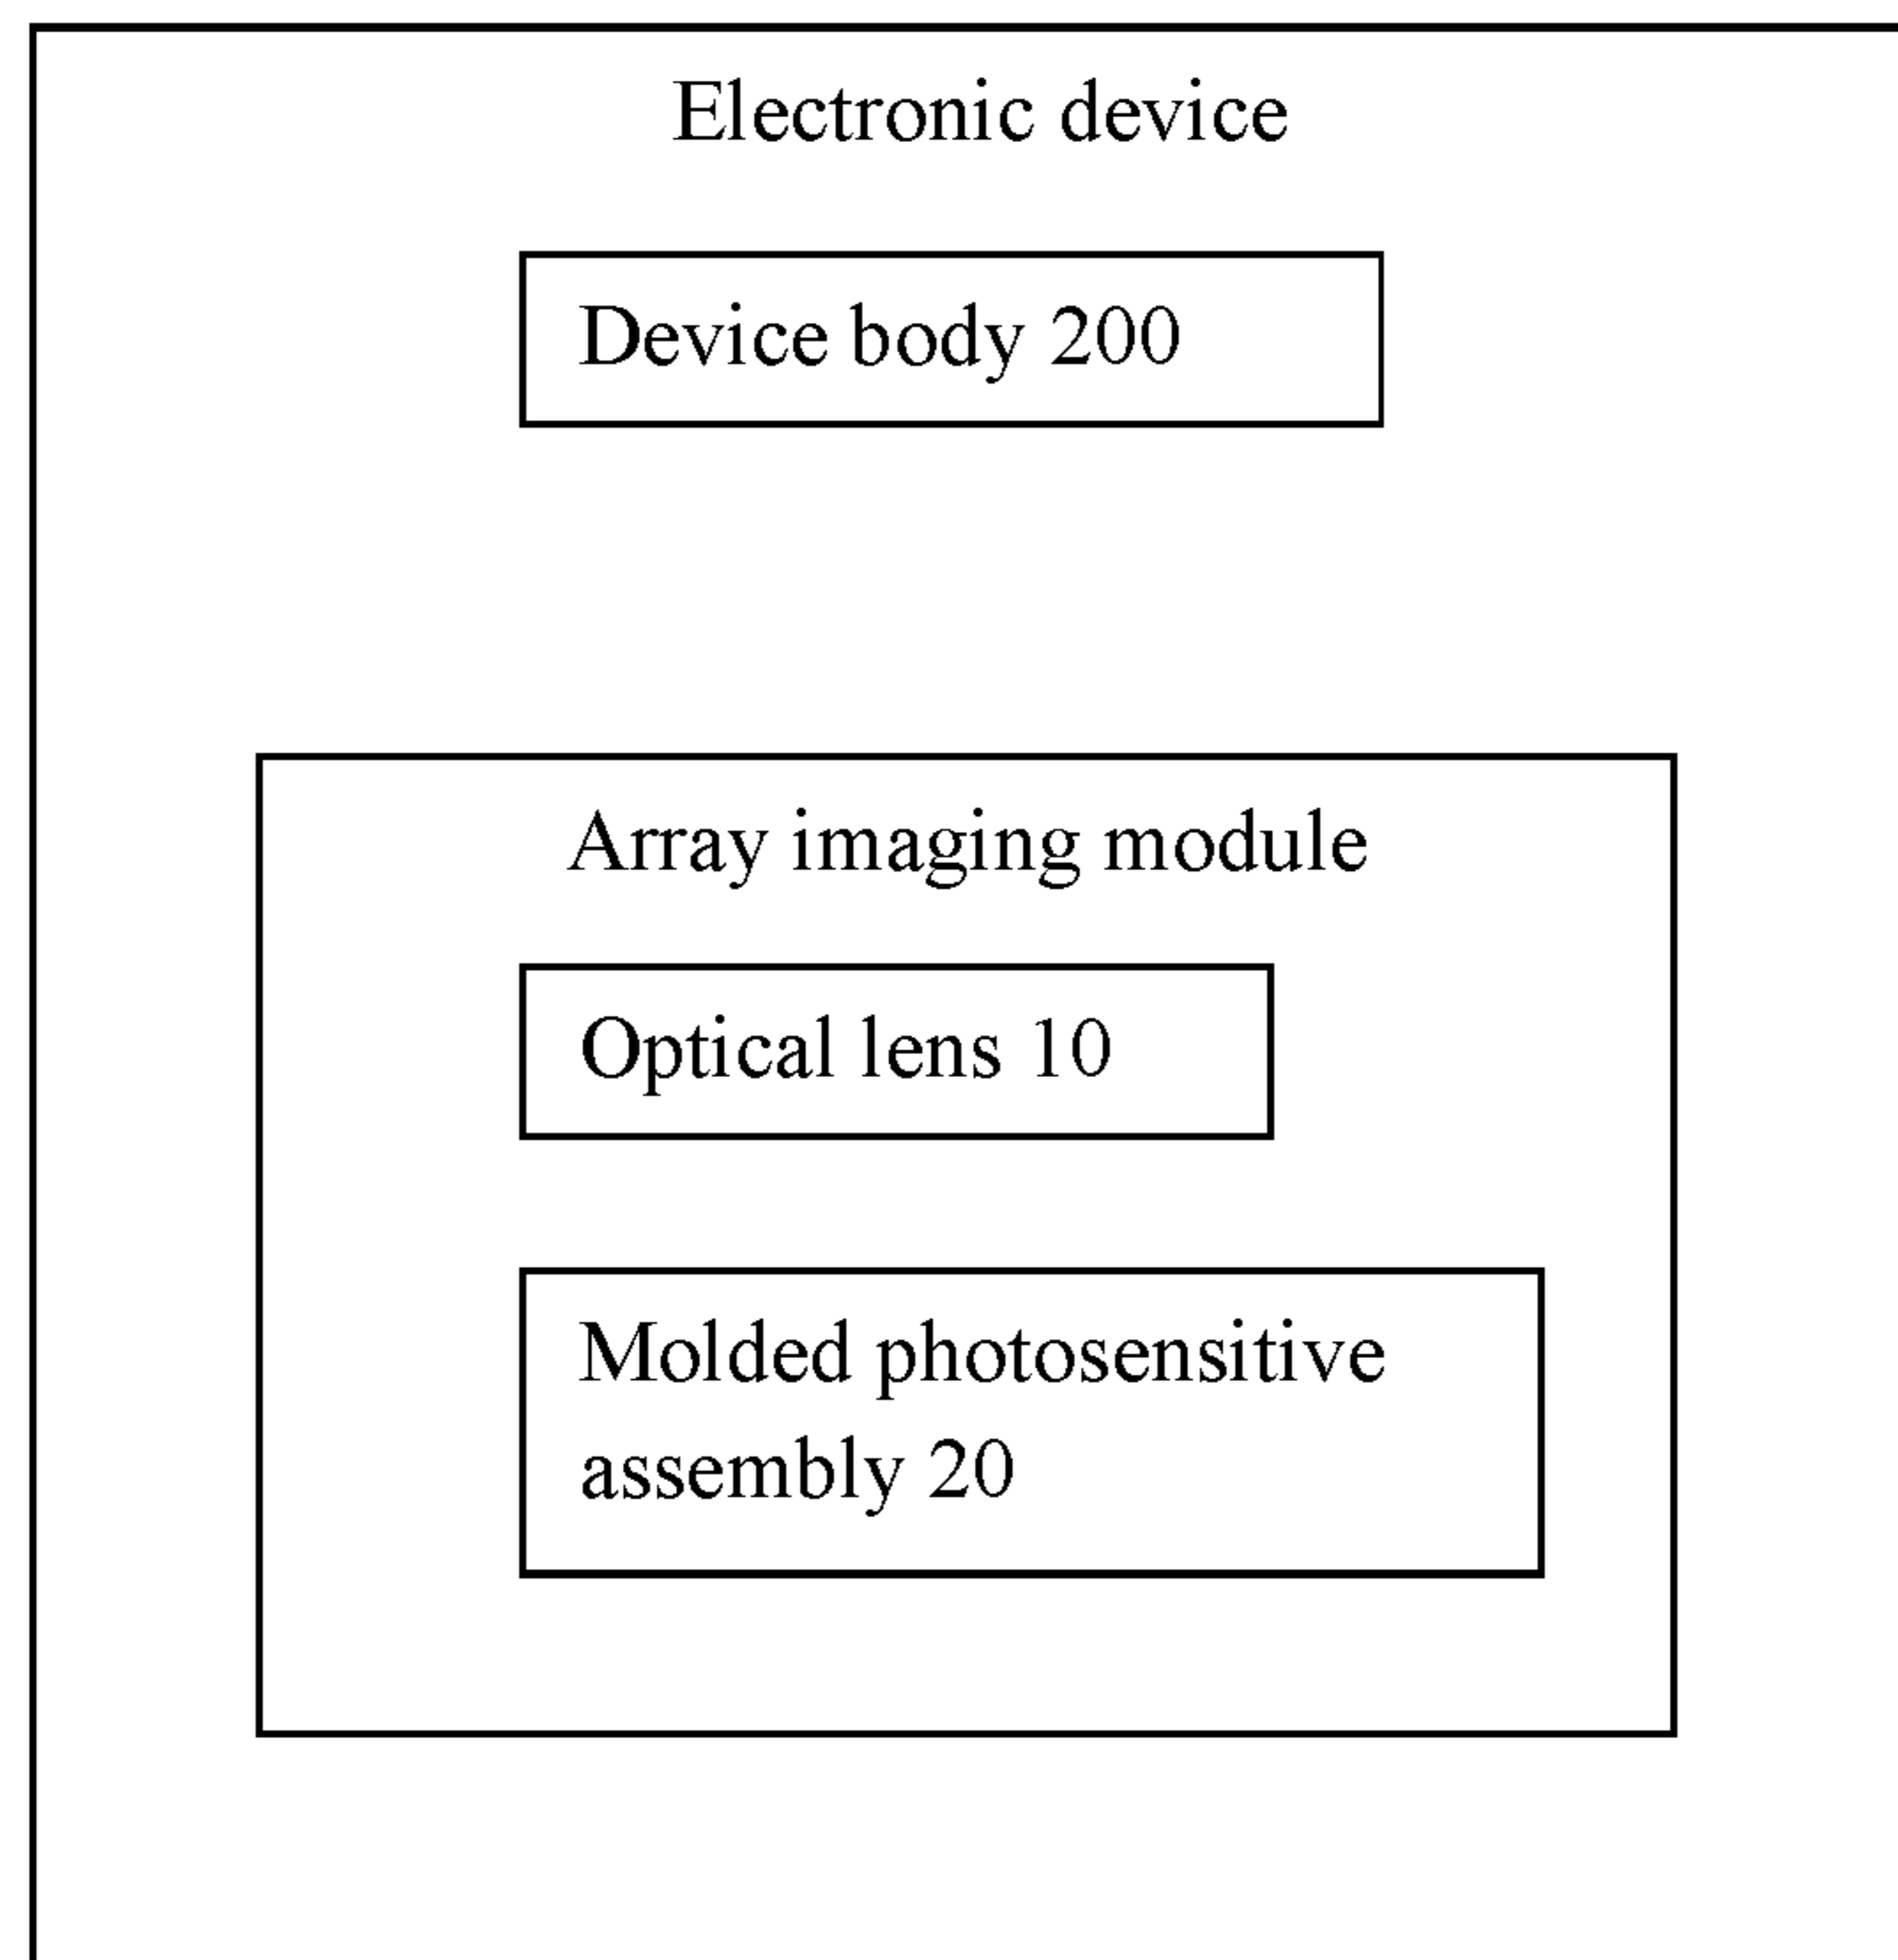 Electronic device
Device body 200
Array imaging module
Optical lens 10
Molded photosensitive
assembly 20